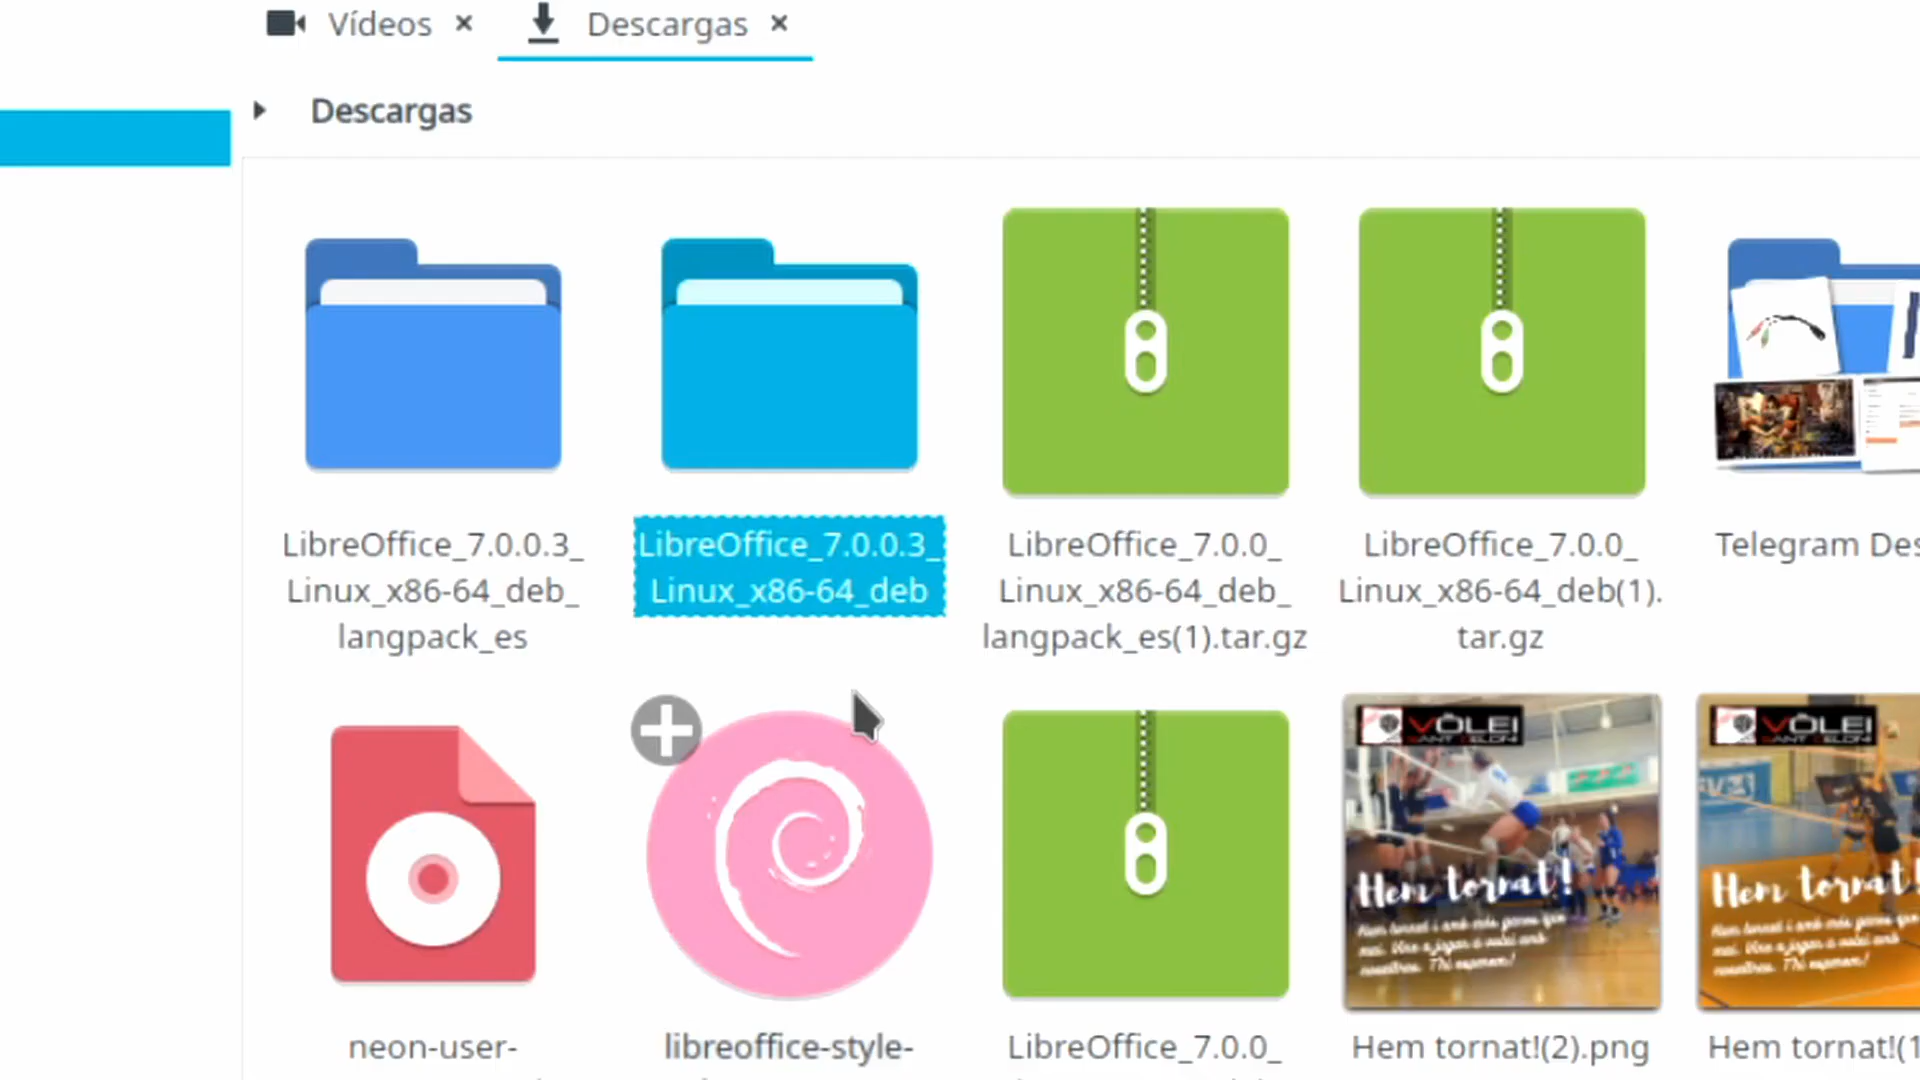 Vídeos
Descargas
Descargas
LibreOffice_7.0.0.3_
Linux_x86-64_deb_
langpack_es
LibreOffice_7.0.0.3_
Linux_x86-64_deb
LibreOffice_7.0.0_
Linux_x86-64_deb_
langpack_es(1).tar.gz
LibreOffice_7.0.0_
Linux_x86-64_deb(1).
tar.gz
Telegram Des
VÔLEI
Hem tornat!
VÔLEI
Hem tornat!
neon-user-
libreoffice-style-
LibreOffice_7.0.0_
Hem tornat!(2).png
Hem tornat!(1